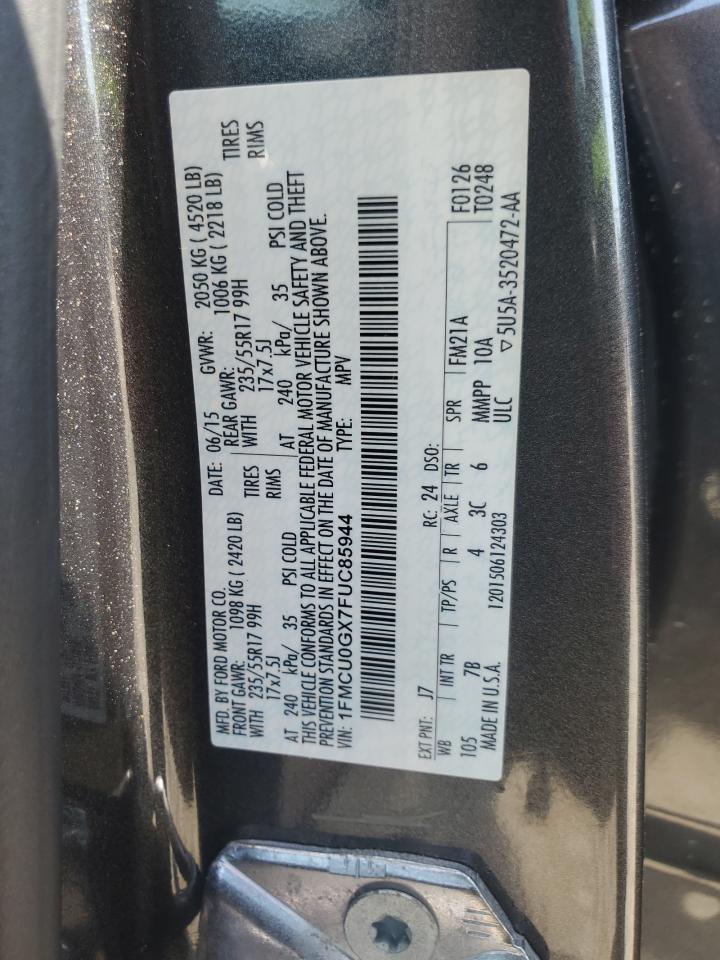 MFD. BY FORD MOTOR CO. DATE: 06/15 GVWR: 2050 KG ( 4520 LB)
FRONT GAWR: 1098 KG ( 2420 LB) REAR GAWR: 1006 KG ( 2218 LB)
WITH 235/55R17 99H TIRES WITH 235/55R17 99H TIRES
17x7.5J RIMS 17x7.5J RIMS
AT 240 kPa/ 35 PSI COLD AT 240 kPa/ 35 PSI COLD
THIS VEHICLE CONFORMS TO ALL APPLICABLE FEDERAL MOTOR VEHICLE SAFETY AND THEFT
PREVENTION STANDARDS IN EFFECT ON THE DATE OF MANUFACTURE SHOWN ABOVE.
VIN: 1FMCU0GX7FUC85944 TYPE: MPV
EXT PNT: J7 RC: 24 DSO: F0126
WB INT TR TP/PS R AXLE TR SPR FM21A T0248
105 7B 4 3C 6 MMPP 10A
MADE IN U.S.A. 1201506124303 ULC ▽5U5A-3520472-AA